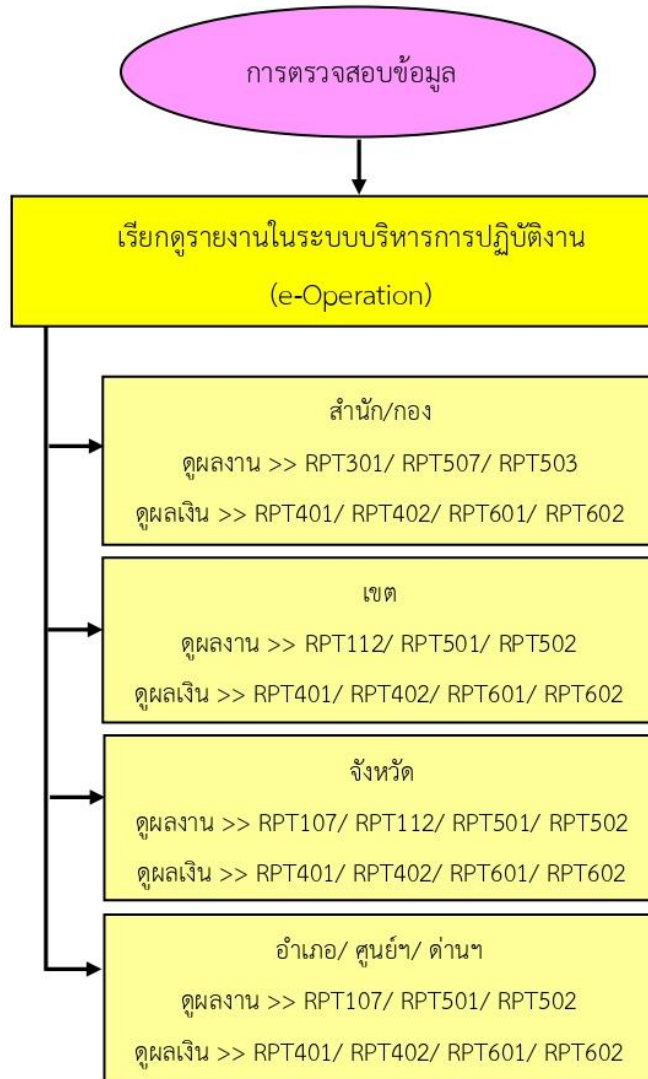 การตรวจสอบข้อมูล
เรียกดูรายงานในระบบบริหารการปฏิบัติงาน
(e-Operation)
สำนัก/กอง
ดูผลงาน >> RPT301/ RPT507/ RPT503
ดูผลเงิน >> RPT401/ RPT402/ RPT601/ RPT602
เขต
ดูผลงาน >> RPT112/ RPT501/ RPT502
ดูผลเงิน >> RPT401/ RPT402/ RPT601/ RPT602
จังหวัด
ดูผลงาน >> RPT107/ RPT112/ RPT501/ RPT502
ดูผลเงิน >> RPT401/ RPT402/ RPT601/ RPT602
อำเภอ/ ศูนย์ฯ/ ด่านฯ
ดูผลงาน >> RPT107/ RPT501/ RPT502
ดูผลเงิน >> RPT401/ RPT402/ RPT601/ RPT602